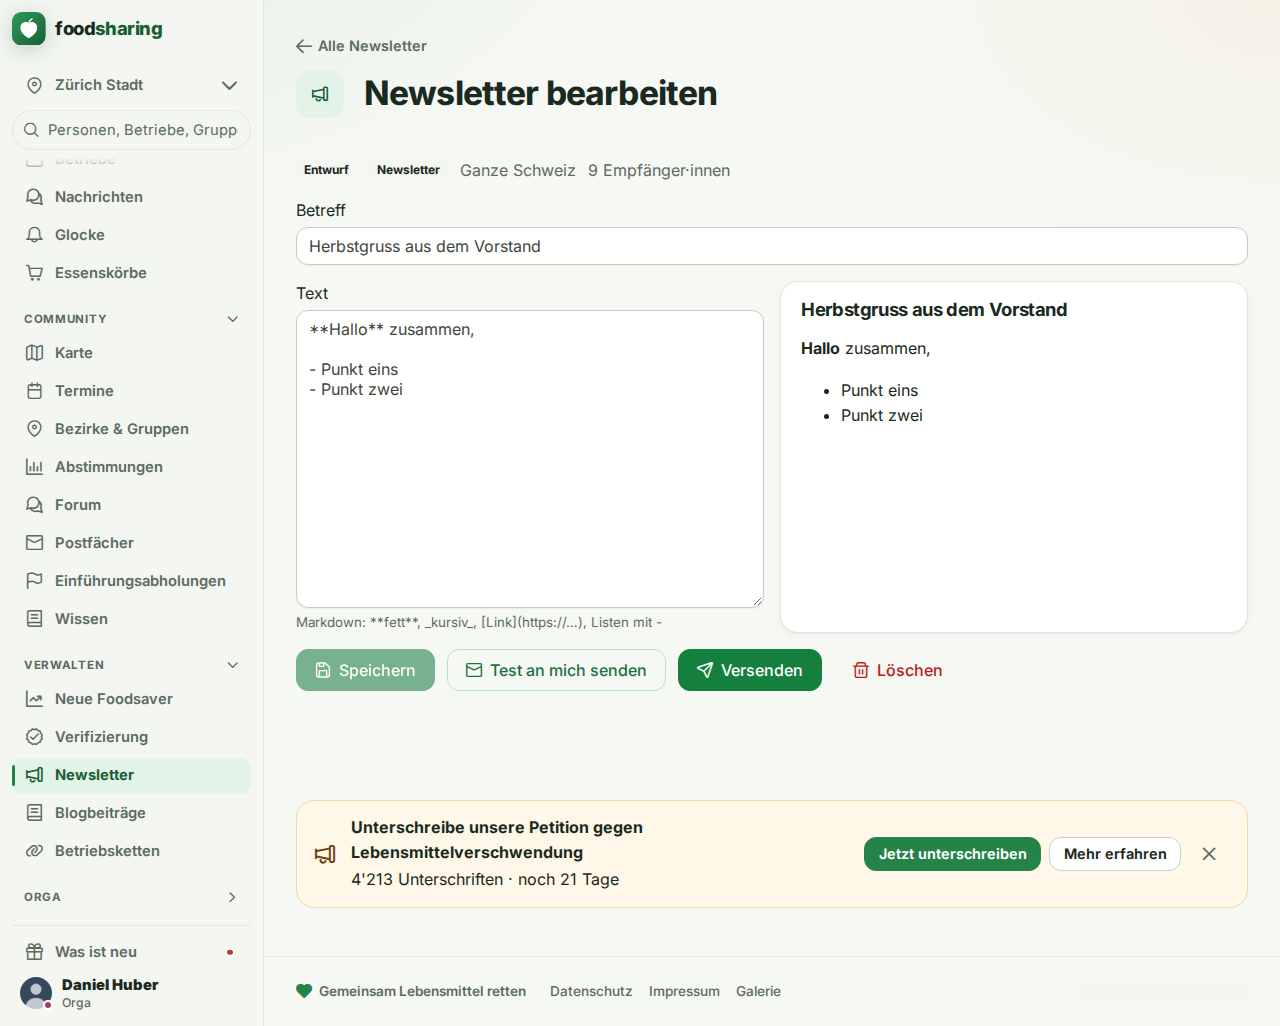 foodsharing
Zürich Stadt
Personen, Betriebe, Grupp
Betriebe
Nachrichten
Glocke
Essenskörbe
COMMUNITY
Karte
Termine
Bezirke & Gruppen
Abstimmungen
Forum
Postfächer
Einführungsabholungen
Wissen
VERWALTEN
Neue Foodsaver
Verifizierung
Newsletter
Blogbeiträge
Betriebsketten
ORGA
Was ist neu
Daniel Huber
Orga
Alle Newsletter
Newsletter bearbeiten
Entwurf Newsletter Ganze Schweiz 9 Empfänger·innen
Betreff
Herbstgruss aus dem Vorstand
Text
**Hallo** zusammen,
- Punkt eins
- Punkt zwei
Markdown: **fett**, _kursiv_, [Link](https://...), Listen mit -
Herbstgruss aus dem Vorstand
Hallo zusammen,
• Punkt eins
• Punkt zwei
Speichern Test an mich senden Versenden Löschen
Unterschreibe unsere Petition gegen
Lebensmittelverschwendung
4'213 Unterschriften · noch 21 Tage
Jetzt unterschreiben Mehr erfahren
Gemeinsam Lebensmittel retten Datenschutz Impressum Galerie